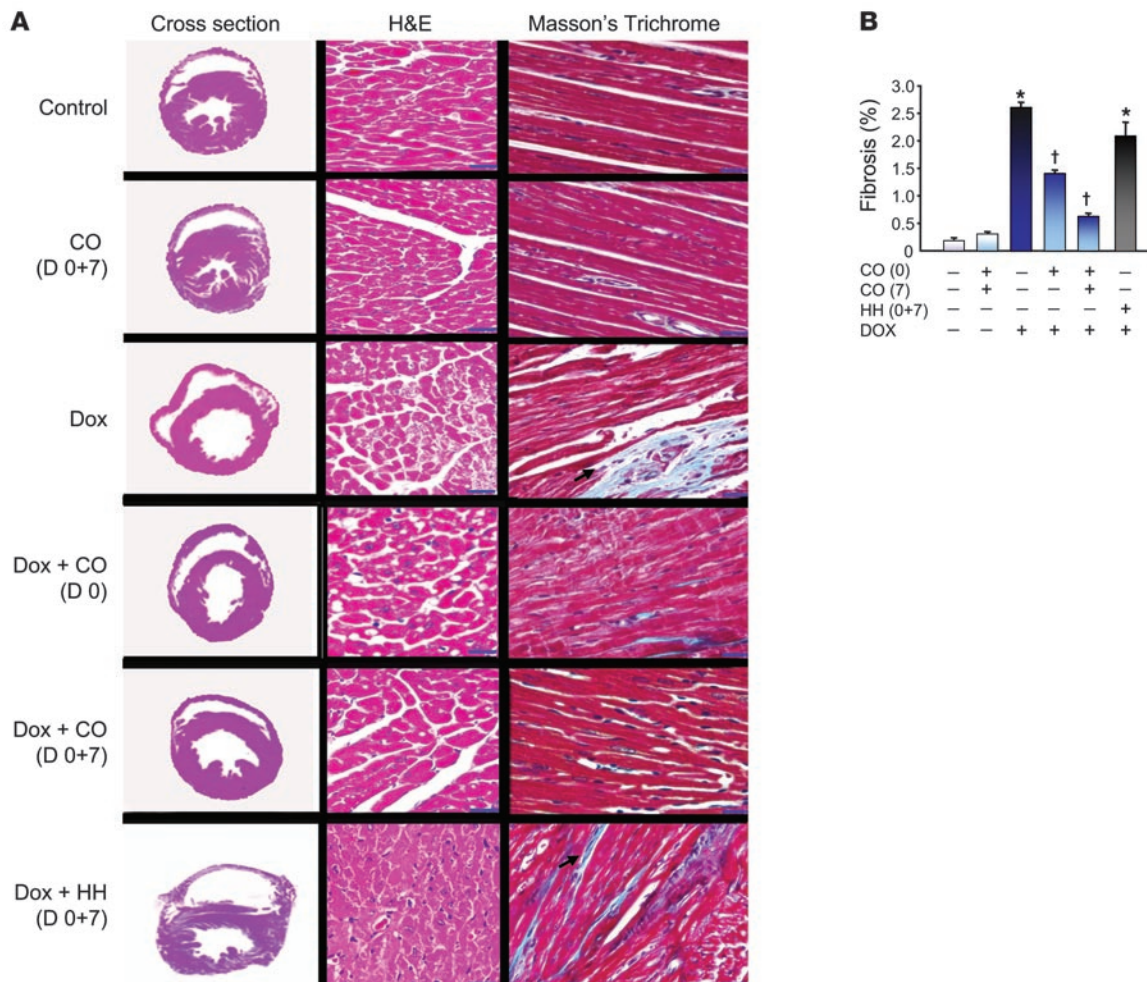 A
Cross section H&E Masson's Trichrome
Control
CO
(D 0+7)
Dox
Dox + CO
(D 0)
Dox + CO
(D 0+7)
Dox + HH
(D 0+7)
B
Fibrosis (%)
3.0
2.5
2.0
1.5
1.0
0.5
0
* † † *
CO (0) – + – + +
CO (7) – + – – +
HH (0+7) – – – – – +
DOX – – + + + +